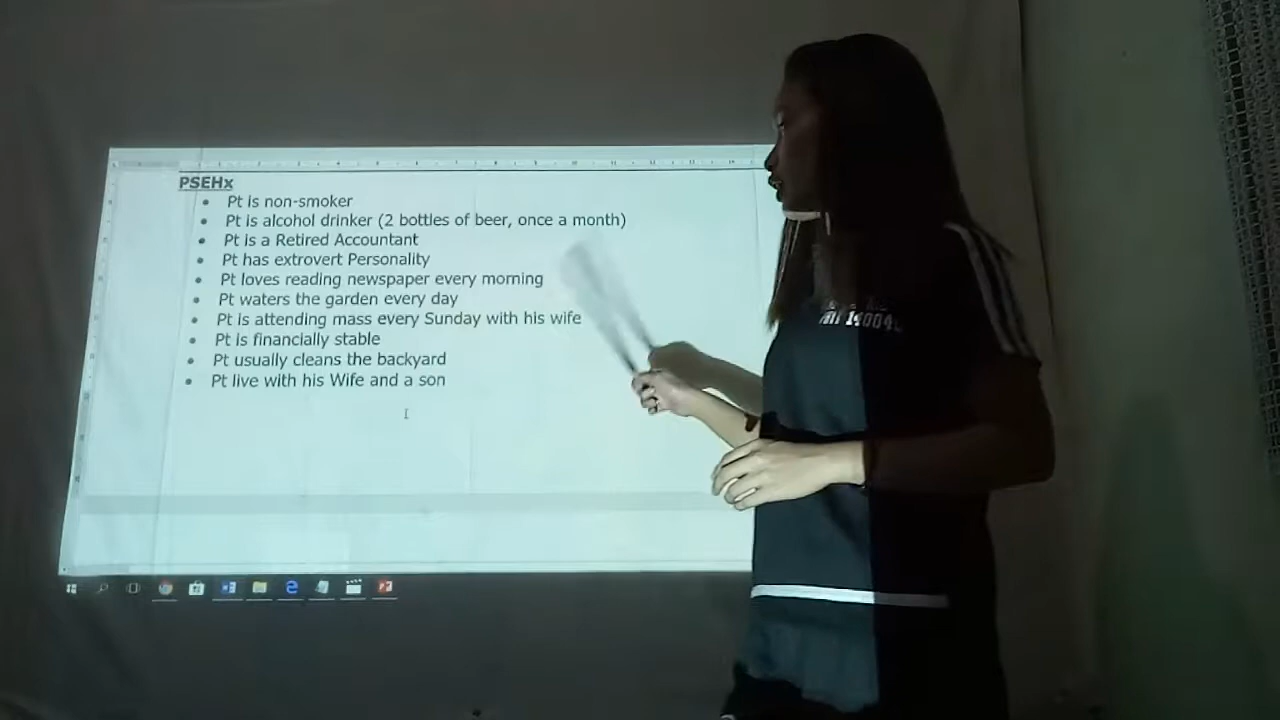 PSEHx
• Pt is non-smoker
• Pt is alcohol drinker (2 bottles of beer, once a month)
• Pt is a Retired Accountant
• Pt has extrovert Personality
• Pt loves reading newspaper every morning
• Pt waters the garden every day
• Pt is attending mass every Sunday with his wife
• Pt is financially stable
• Pt usually cleans the backyard
• Pt live with his Wife and a son